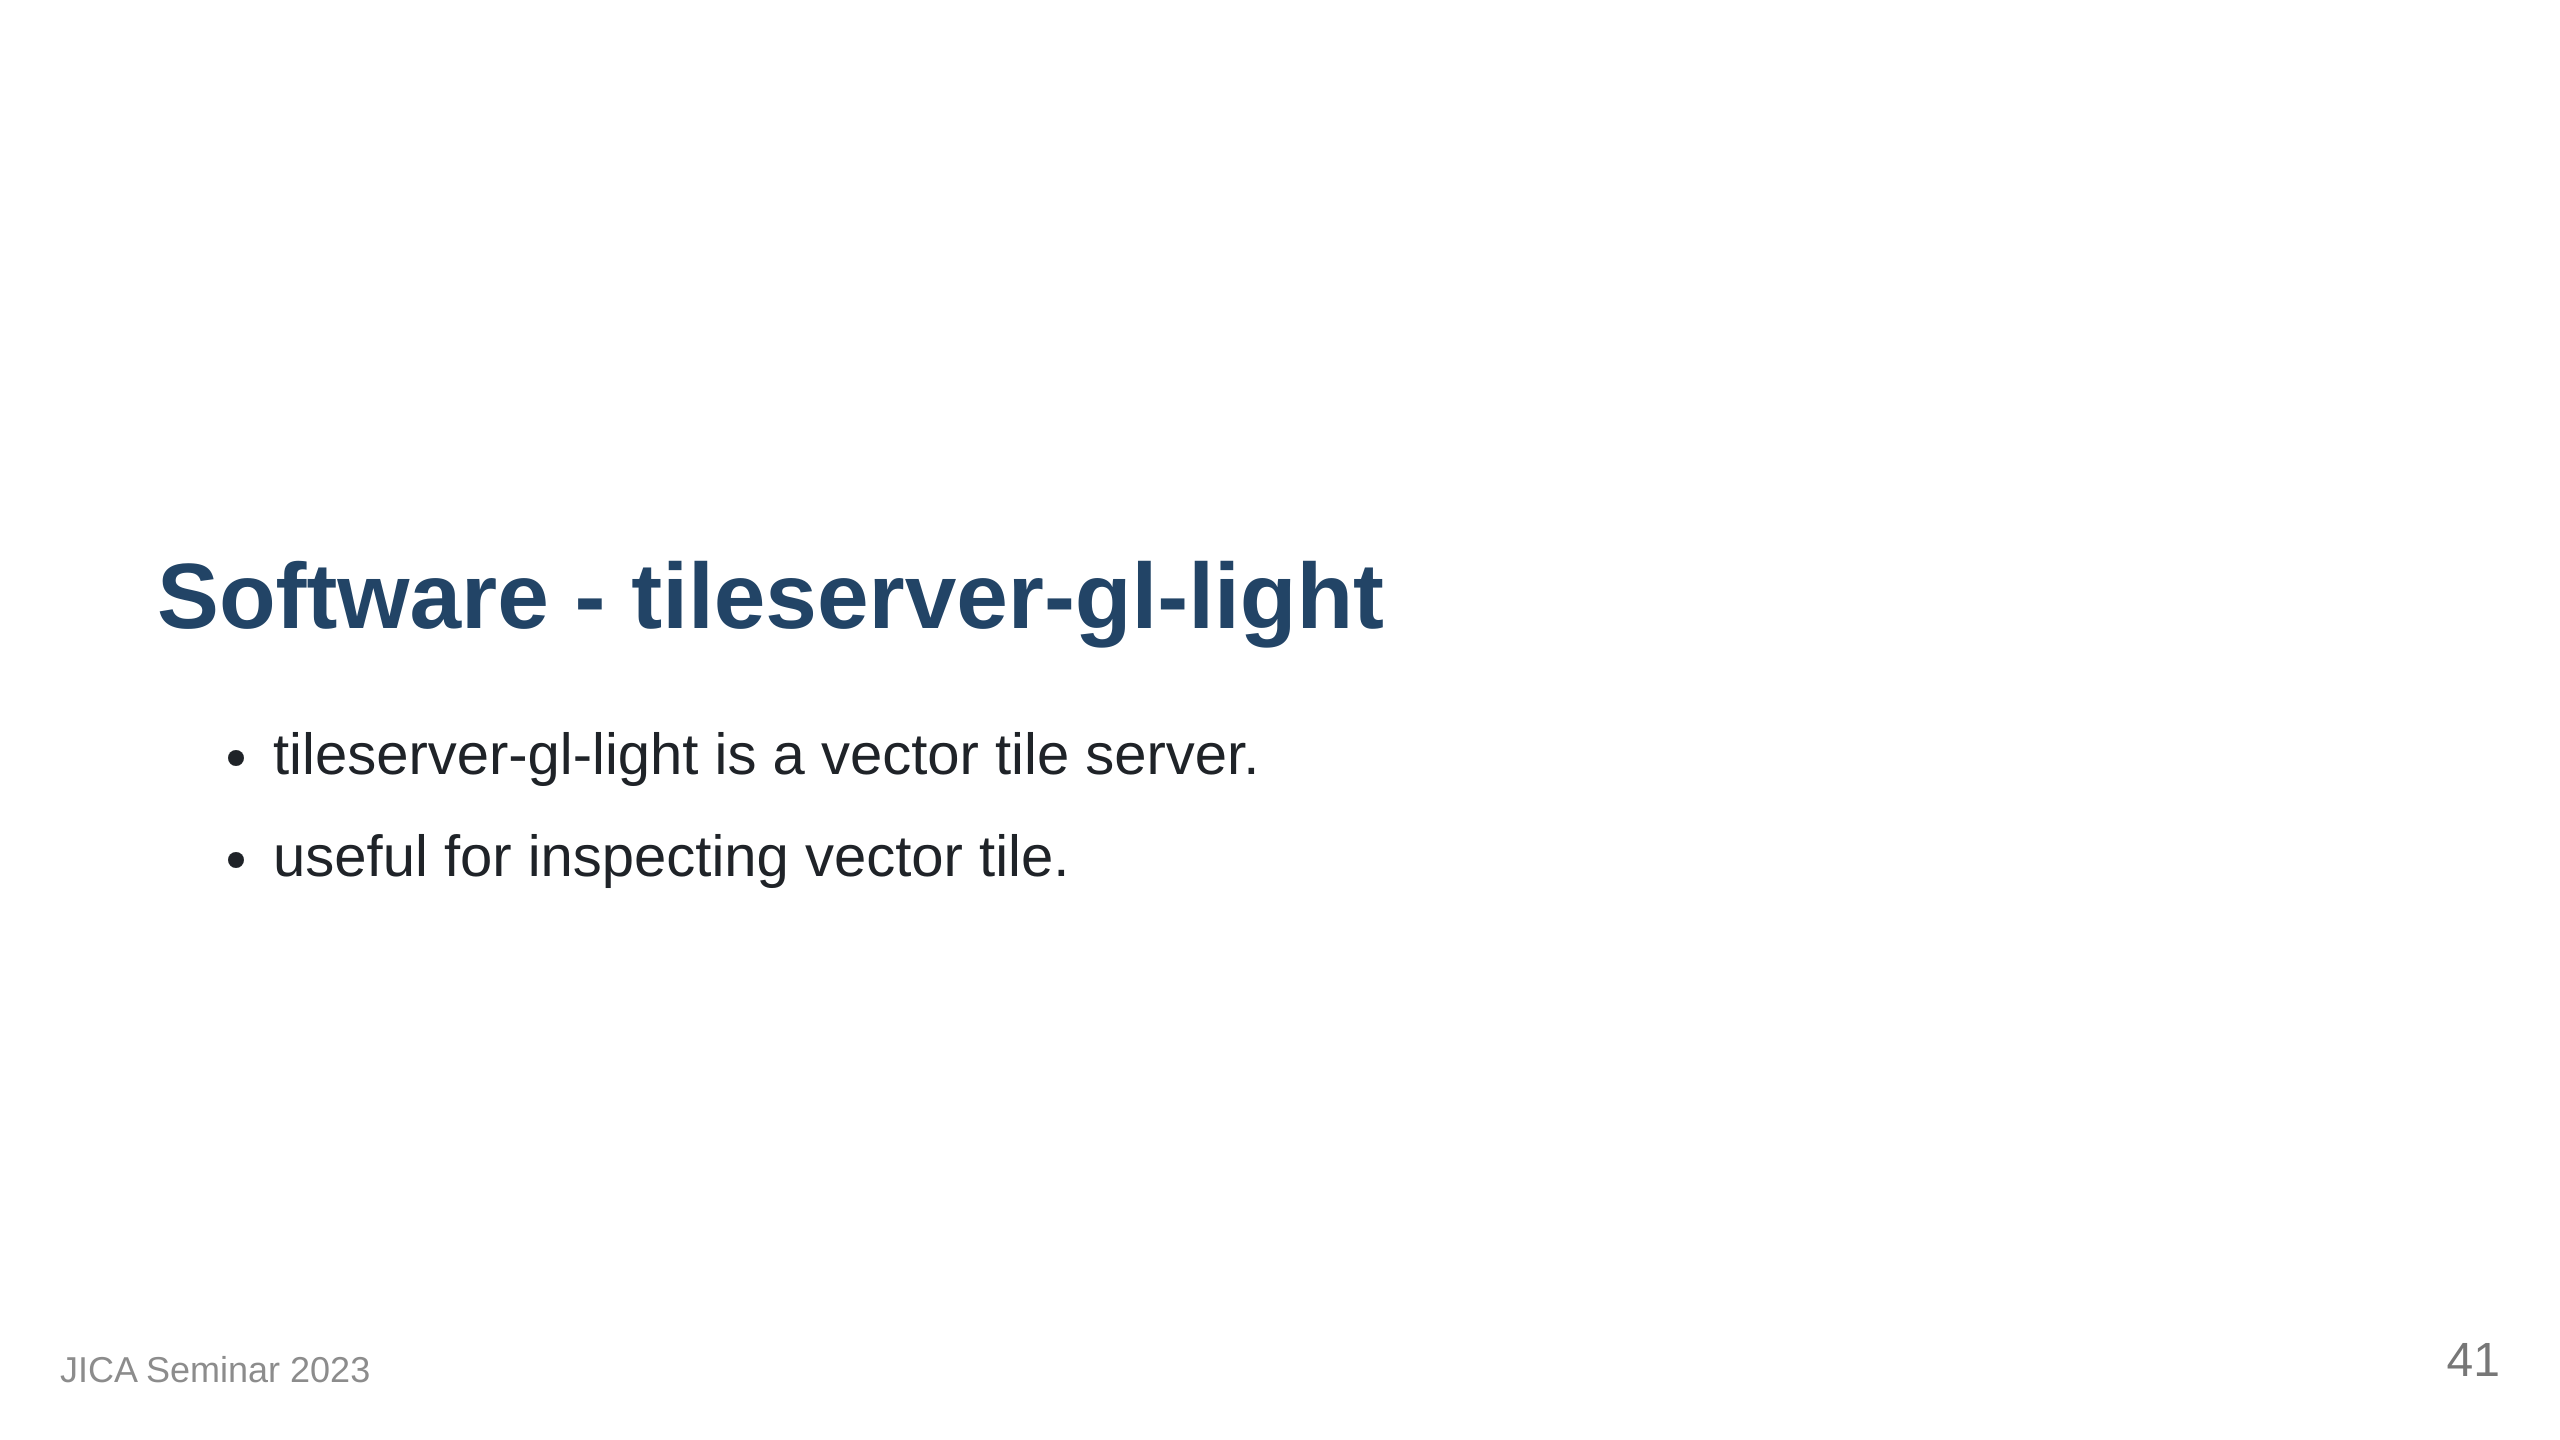 Software - tileserver-gl-light
• tileserver-gl-light is a vector tile server.
• useful for inspecting vector tile.
JICA Seminar 2023
41